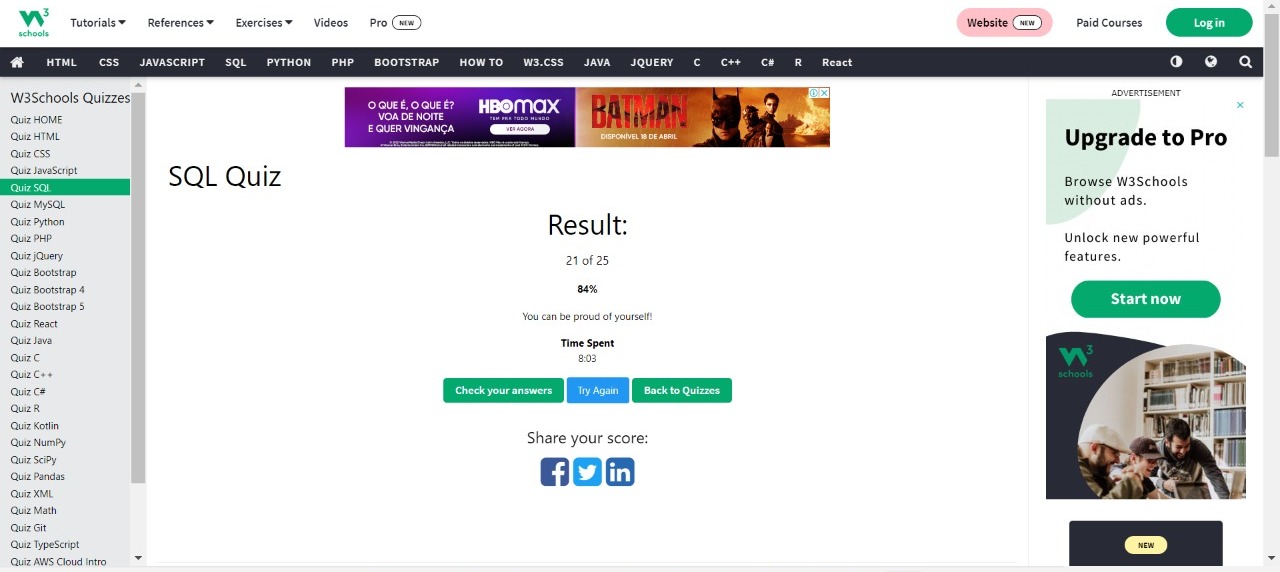 W3
schools
Tutorials
References
Exercises
Videos
Pro NEW
Website NEW
Paid Courses
Log in
HTML CSS JAVASCRIPT SQL PYTHON PHP BOOTSTRAP HOW TO W3.CSS JAVA JQUERY C C++ C# R React
W3Schools Quizzes
Quiz HOME
Quiz HTML
Quiz CSS
Quiz JavaScript
Quiz SQL
Quiz MySQL
Quiz Python
Quiz PHP
Quiz jQuery
Quiz Bootstrap
Quiz Bootstrap 4
Quiz Bootstrap 5
Quiz React
Quiz Java
Quiz C
Quiz C++
Quiz C#
Quiz R
Quiz Kotlin
Quiz NumPy
Quiz SciPy
Quiz Pandas
Quiz XML
Quiz Math
Quiz Git
Quiz TypeScript
Quiz AWS Cloud Intro
O QUE É, O QUE É?
VOA DE NOITE
E QUER VINGANÇA
HBOMAX
TEM PRA TODO MUNDO
VER AGORA
BATMAN
DISPONÍVEL 18 DE ABRIL
SQL Quiz
Result:
21 of 25
84%
You can be proud of yourself!
Time Spent
8:03
Check your answers
Try Again
Back to Quizzes
Share your score:
ADVERTISEMENT
Upgrade to Pro
Browse W3Schools
without ads.
Unlock new powerful
features.
Start now
W3
schools
NEW